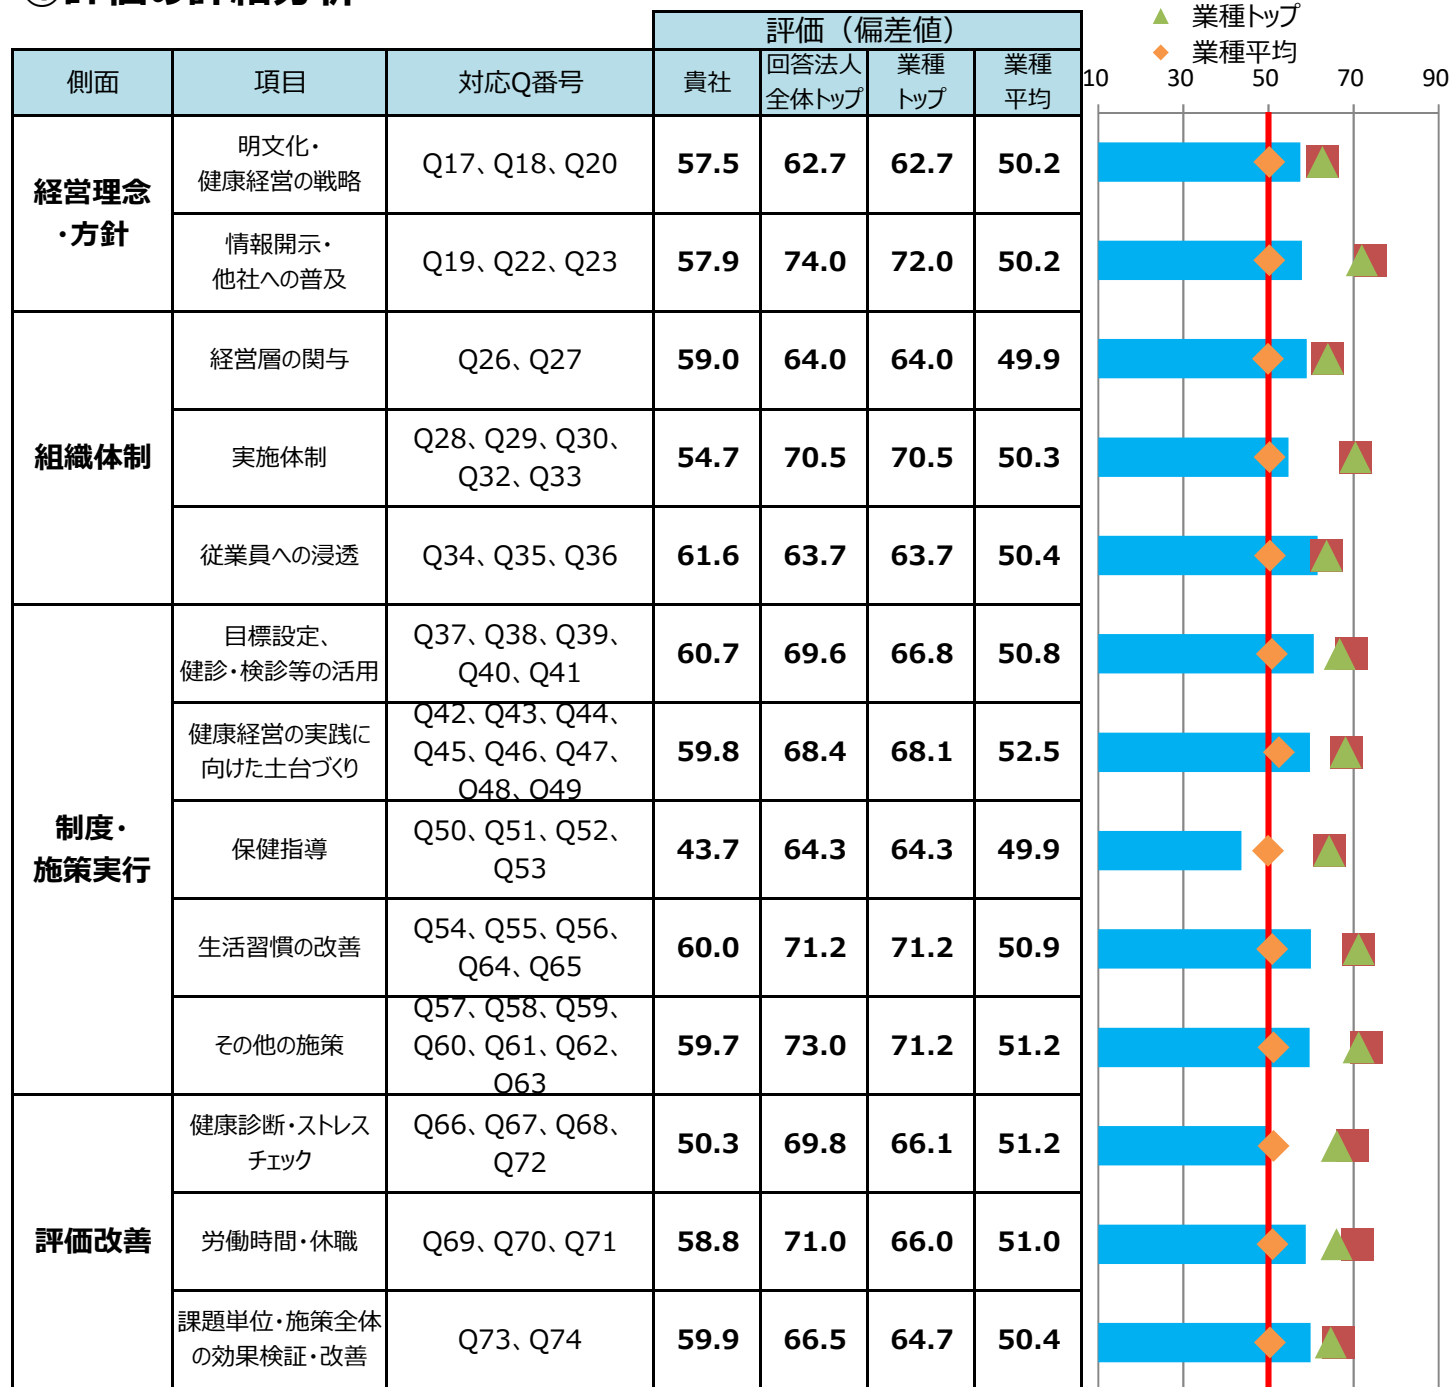 評価（偏差値）
▲ 業種トップ
◆ 業種平均
側面 項目 対応Q番号 貴社 回答法人 業種 業種
全体トップ トップ 平均
10 30 50 70 90
経営理念
・方針
明文化・
健康経営の戦略
Q17、Q18、Q20 57.5 62.7 62.7 50.2
情報開示・
他社への普及
Q19、Q22、Q23 57.9 74.0 72.0 50.2
組織体制
経営層の関与 Q26、Q27 59.0 64.0 64.0 49.9
実施体制
Q28、Q29、Q30、
Q32、Q33
54.7 70.5 70.5 50.3
従業員への浸透 Q34、Q35、Q36 61.6 63.7 63.7 50.4
制度・
施策実行
目標設定、
健診・検診等の活用
Q37、Q38、Q39、
Q40、Q41
60.7 69.6 66.8 50.8
健康経営の実践に
向けた土台づくり
Q42、Q43、Q44、
Q45、Q46、Q47、
Q48、Q49
59.8 68.4 68.1 52.5
保健指導
Q50、Q51、Q52、
Q53
43.7 64.3 64.3 49.9
生活習慣の改善
Q54、Q55、Q56、
Q64、Q65
60.0 71.2 71.2 50.9
その他の施策
Q57、Q58、Q59、
Q60、Q61、Q62、
Q63
59.7 73.0 71.2 51.2
評価改善
健康診断・ストレス
チェック
Q66、Q67、Q68、
Q72
50.3 69.8 66.1 51.2
労働時間・休職 Q69、Q70、Q71 58.8 71.0 66.0 51.0
課題単位・施策全体
の効果検証・改善
Q73、Q74 59.9 66.5 64.7 50.4